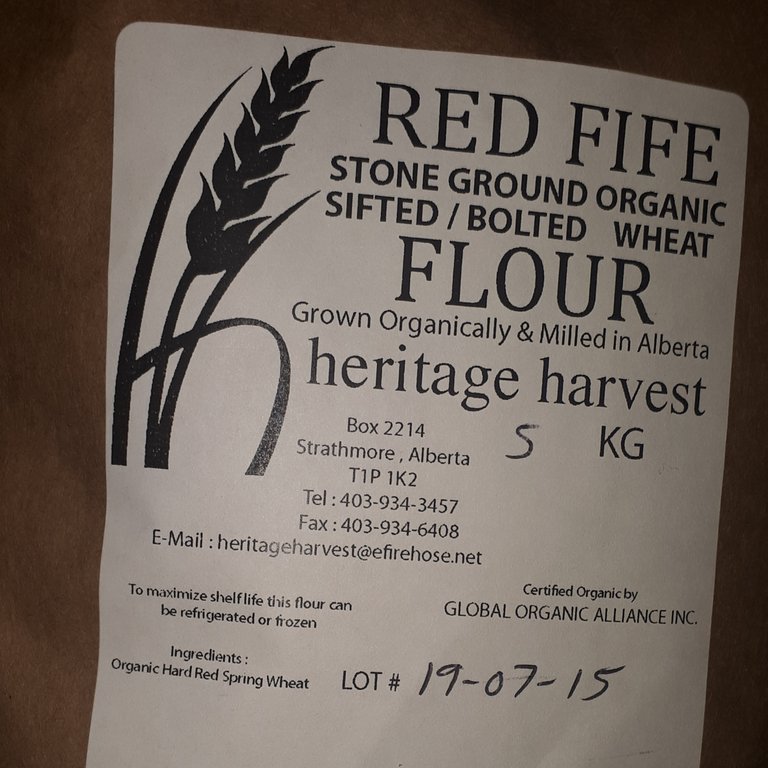 RED FIFE
STONE GROUND ORGANIC
SIFTED / BOLTED WHEAT
FLOUR
Grown Organically & Milled in Alberta
heritage harvest
5 KG
Box 2214
Strathmore , Alberta
T1P 1K2
Tel : 403-934-3457
Fax : 403-934-6408
E-Mail : heritageharvest@efirehose.net
To maximize shelf life this flour can
be refrigerated or frozen
Certified Organic by
GLOBAL ORGANIC ALLIANCE INC.
Ingredients :
Organic Hard Red Spring Wheat
LOT # 19-07-15